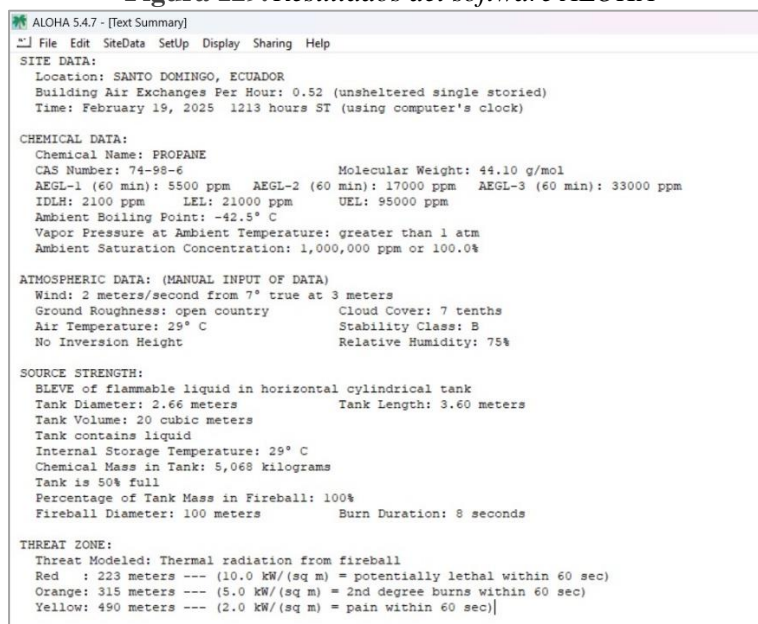 Figura 119. Resultados del software ALOHA
ALOHA 5.4.7 - [Text Summary]
File Edit SiteData SetUp Display Sharing Help
SITE DATA:
Location: SANTO DOMINGO, ECUADOR
Building Air Exchanges Per Hour: 0.52 (unsheltered single storied)
Time: February 19, 2025 1213 hours ST (using computer's clock)
CHEMICAL DATA:
Chemical Name: PROPANE
CAS Number: 74-98-6 Molecular Weight: 44.10 g/mol
AEGL-1 (60 min): 5500 ppm AEGL-2 (60 min): 17000 ppm AEGL-3 (60 min): 33000 ppm
IDLH: 2100 ppm LEL: 21000 ppm UEL: 95000 ppm
Ambient Boiling Point: -42.5° C
Vapor Pressure at Ambient Temperature: greater than 1 atm
Ambient Saturation Concentration: 1,000,000 ppm or 100.0%
ATMOSPHERIC DATA: (MANUAL INPUT OF DATA)
Wind: 2 meters/second from 7° true at 3 meters
Ground Roughness: open country Cloud Cover: 7 tenths
Air Temperature: 29° C Stability Class: B
No Inversion Height Relative Humidity: 75%
SOURCE STRENGTH:
BLEVE of flammable liquid in horizontal cylindrical tank
Tank Diameter: 2.66 meters Tank Length: 3.60 meters
Tank Volume: 20 cubic meters
Tank contains liquid
Internal Storage Temperature: 29° C
Chemical Mass in Tank: 5,068 kilograms
Tank is 50% full
Percentage of Tank Mass in Fireball: 100%
Fireball Diameter: 100 meters Burn Duration: 8 seconds
THREAT ZONE:
Threat Modeled: Thermal radiation from fireball
Red : 223 meters --- (10.0 kW/(sq m) = potentially lethal within 60 sec)
Orange: 315 meters --- (5.0 kW/(sq m) = 2nd degree burns within 60 sec)
Yellow: 490 meters --- (2.0 kW/(sq m) = pain within 60 sec)